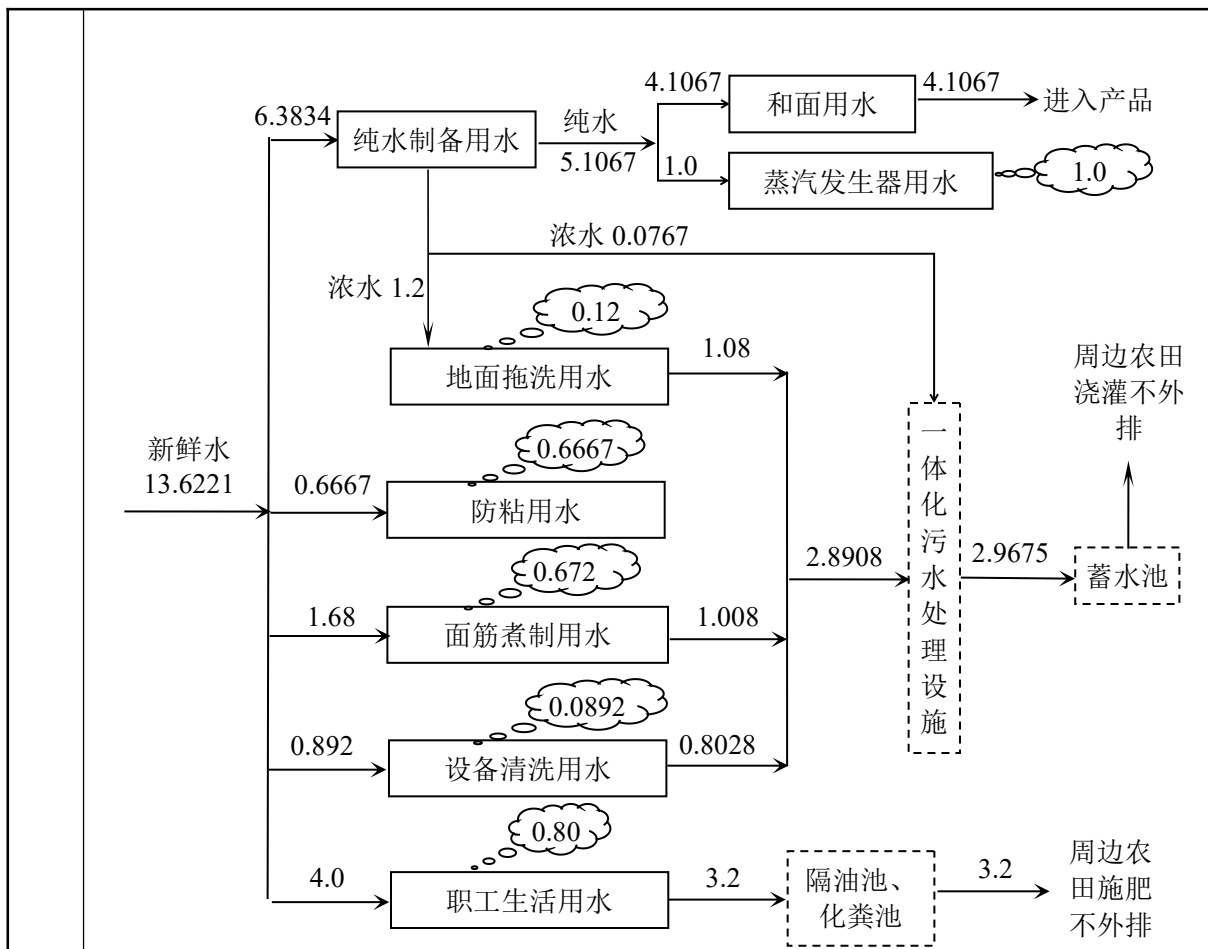 4.1067
和面用水
4.1067
进入产品
6.3834
纯水制备用水
纯水
5.1067
1.0
蒸汽发生器用水
1.0
浓水 0.0767
浓水 1.2
0.12
地面拖洗用水
1.08
周边农田
浇灌不外
排
新鲜水
13.6221
0.6667
0.6667
防粘用水
一
体
化
污
水
处
理
设
施
2.8908
2.9675
蓄水池
0.672
1.68
面筋煮制用水
1.008
0.0892
0.892
设备清洗用水
0.8028
0.80
4.0
职工生活用水
3.2
隔油池、
化粪池
3.2
周边农
田施肥
不外排